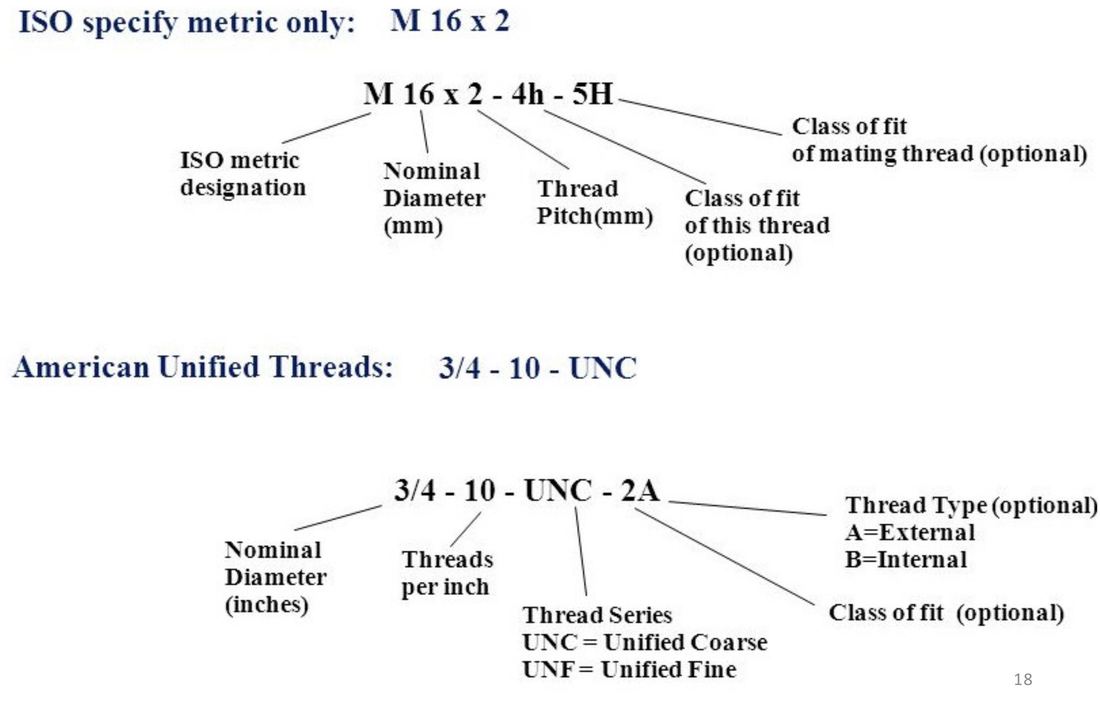 ISO specify metric only: M 16 x 2
M 16 x 2 - 4h - 5H
Class of fit
of mating thread (optional)
ISO metric
designation
Nominal
Diameter
(mm)
Thread
Pitch(mm)
Class of fit
of this thread
(optional)
American Unified Threads: 3/4 - 10 - UNC
3/4 - 10 - UNC - 2A
Thread Type (optional)
A=External
B=Internal
Nominal
Diameter
(inches)
Threads
per inch
Thread Series
UNC = Unified Coarse
UNF = Unified Fine
Class of fit (optional)
18